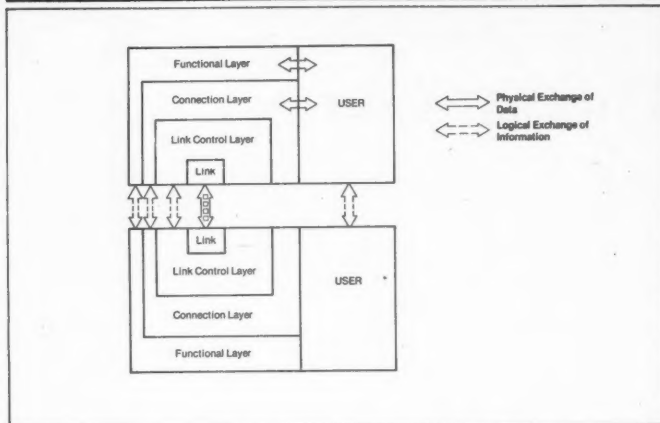 Functional Layer
Connection Layer
Link Control Layer
Link
USER
Physical Exchange of
Data
Logical Exchange of
Information
Link
Link Control Layer
USER
Connection Layer
Functional Layer